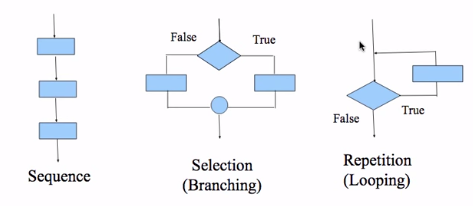 Sequence
False
True
Selection
(Branching)
False
True
Repetition
(Looping)